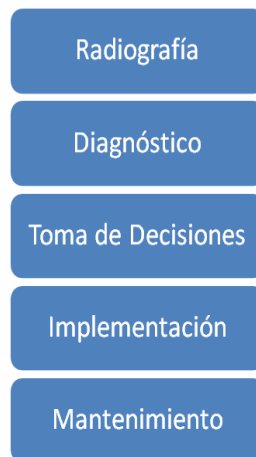 Radiografía
Diagnóstico
Toma de Decisiones
Implementación
Mantenimiento